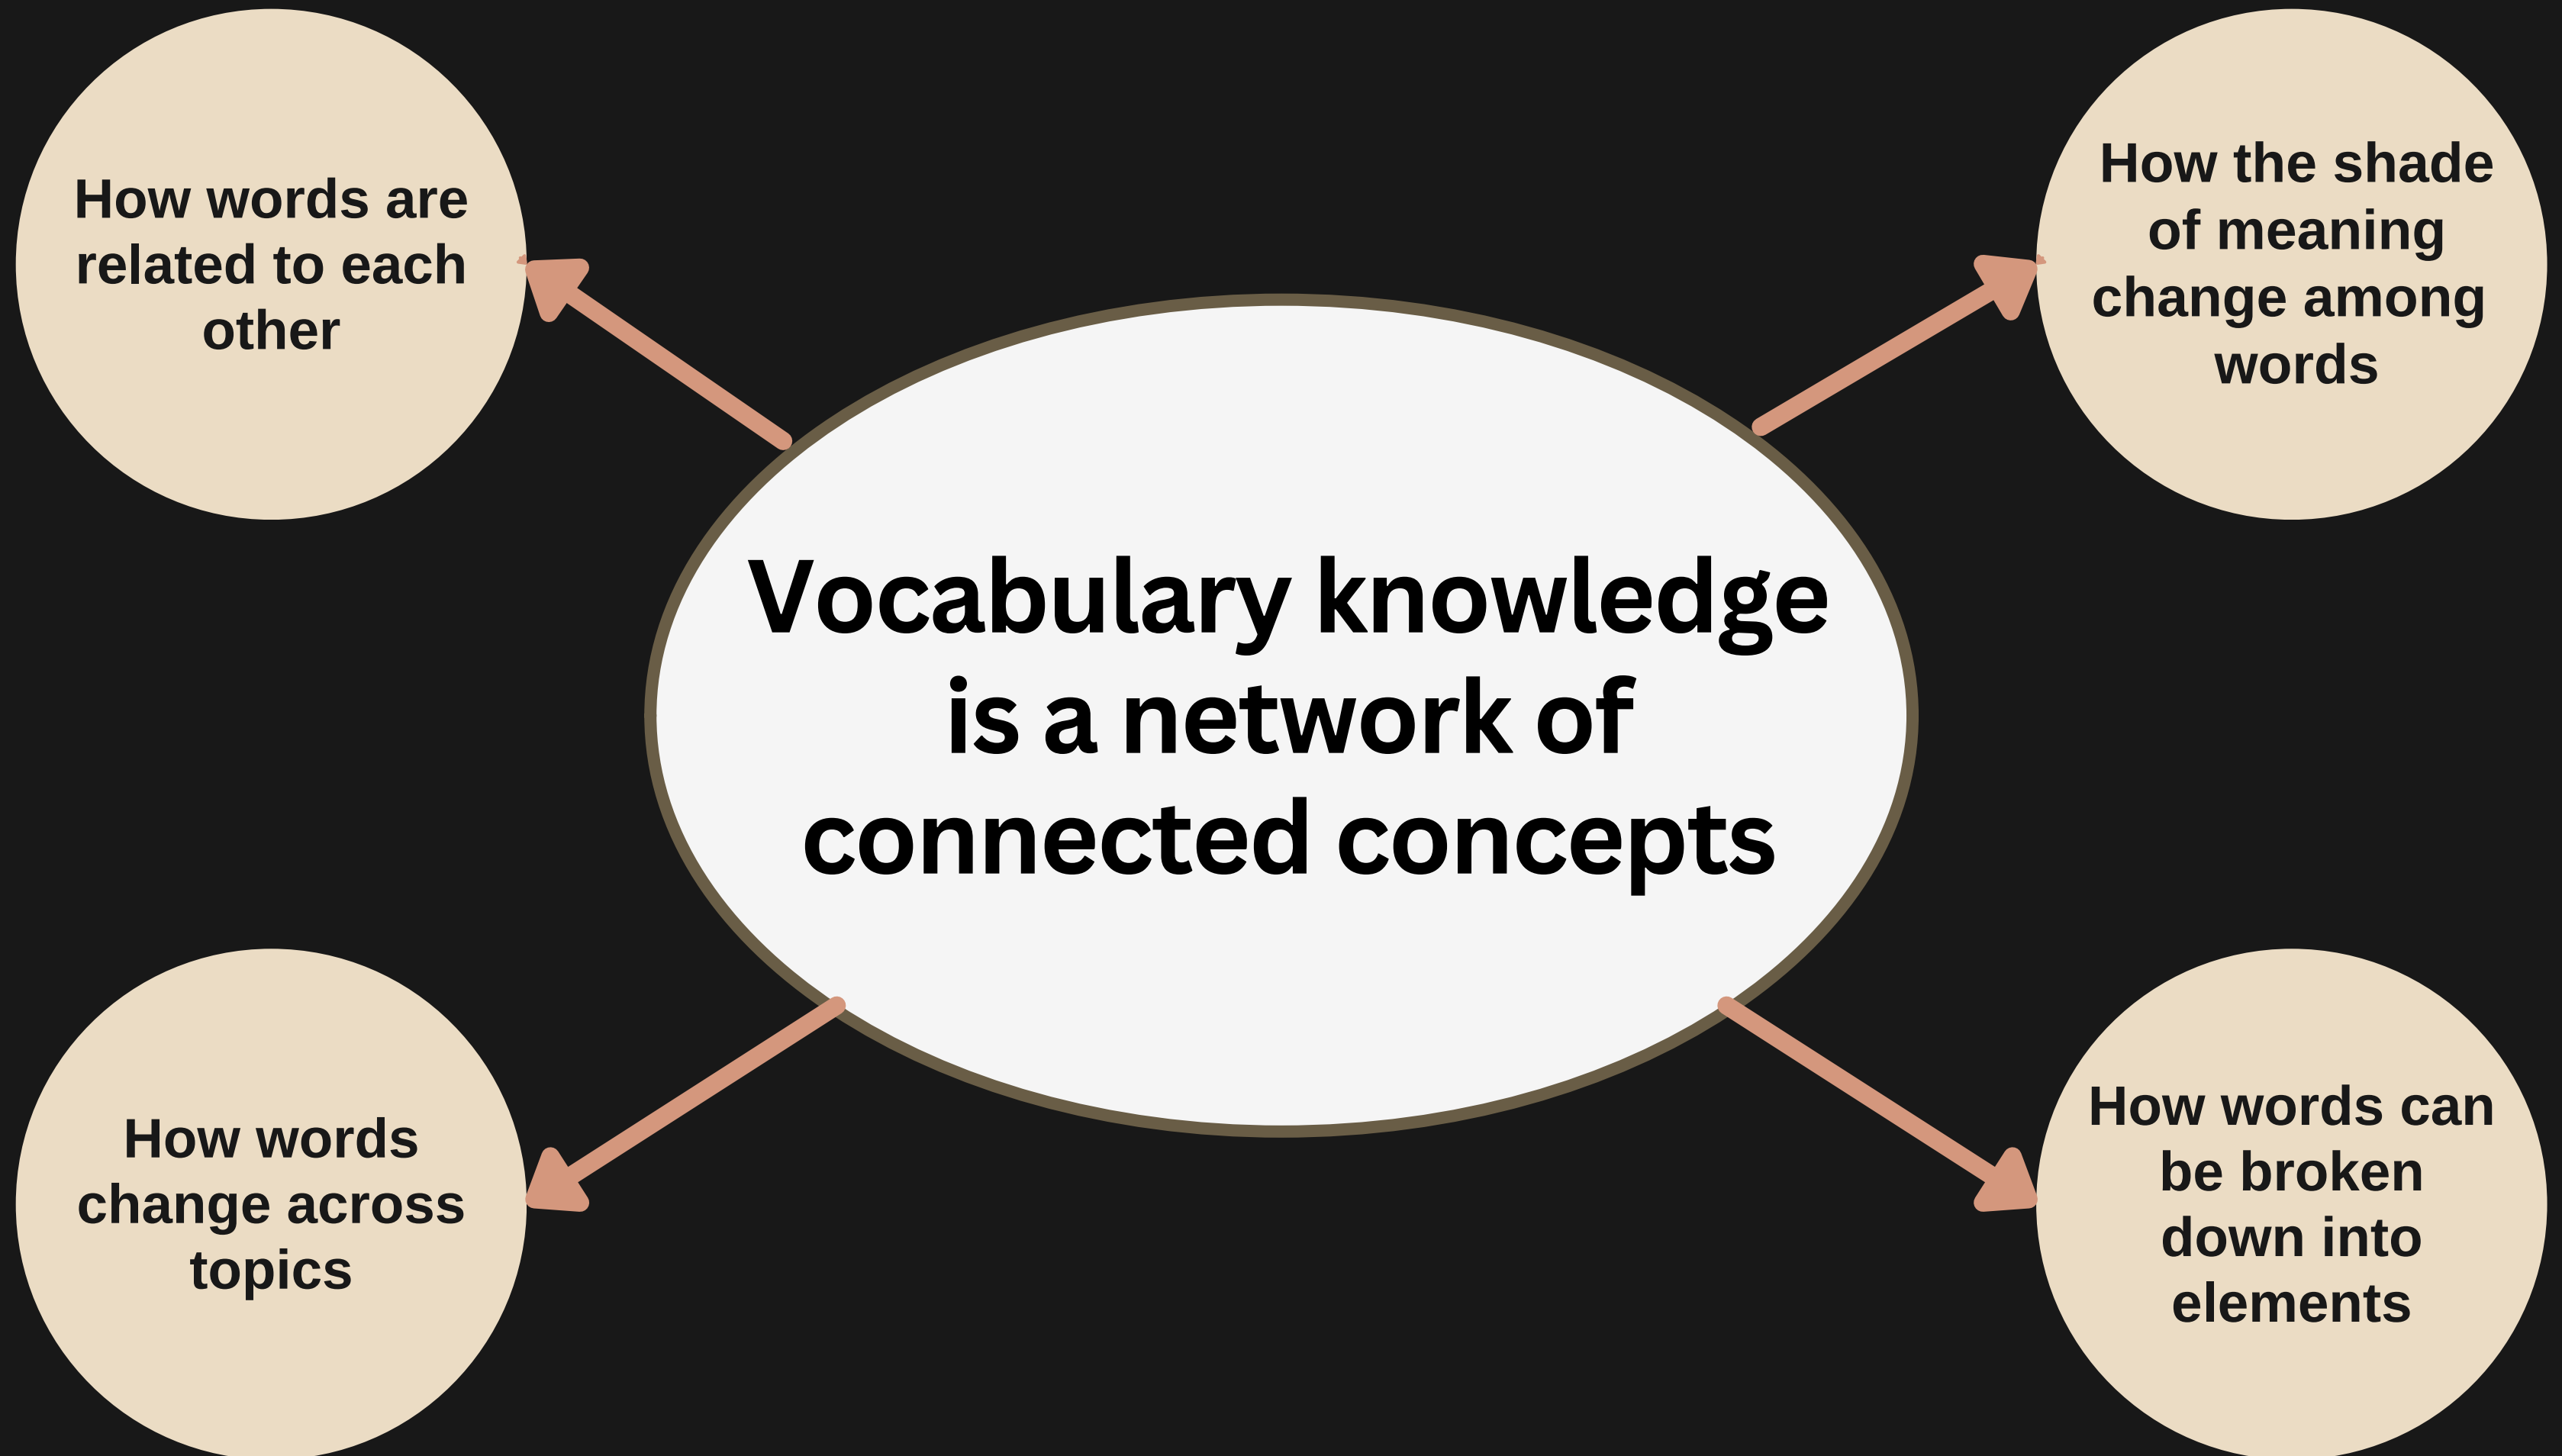 How words are
related to each
other
How the shade
of meaning
change among
words
Vocabulary knowledge
is a network of
connected concepts
How words
change across
topics
How words can
be broken
down into
elements